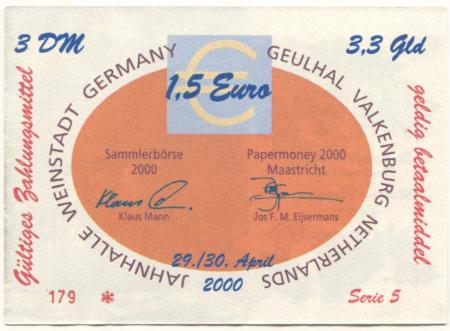 3 DM
3,3 Gld
1,5 Euro
JAHNHALLE WEINSTADT GERMANY
GEULHAL VALKENBURG NETHERLANDS
Gültiges Zahlungsmittel
geldig betaalmiddel
Sammlerbörse
2000
Klaus Mann
Papermoney 2000
Maastricht
Jos F. M. Eijsermans
29./30. April
2000
179 *
Serie 5